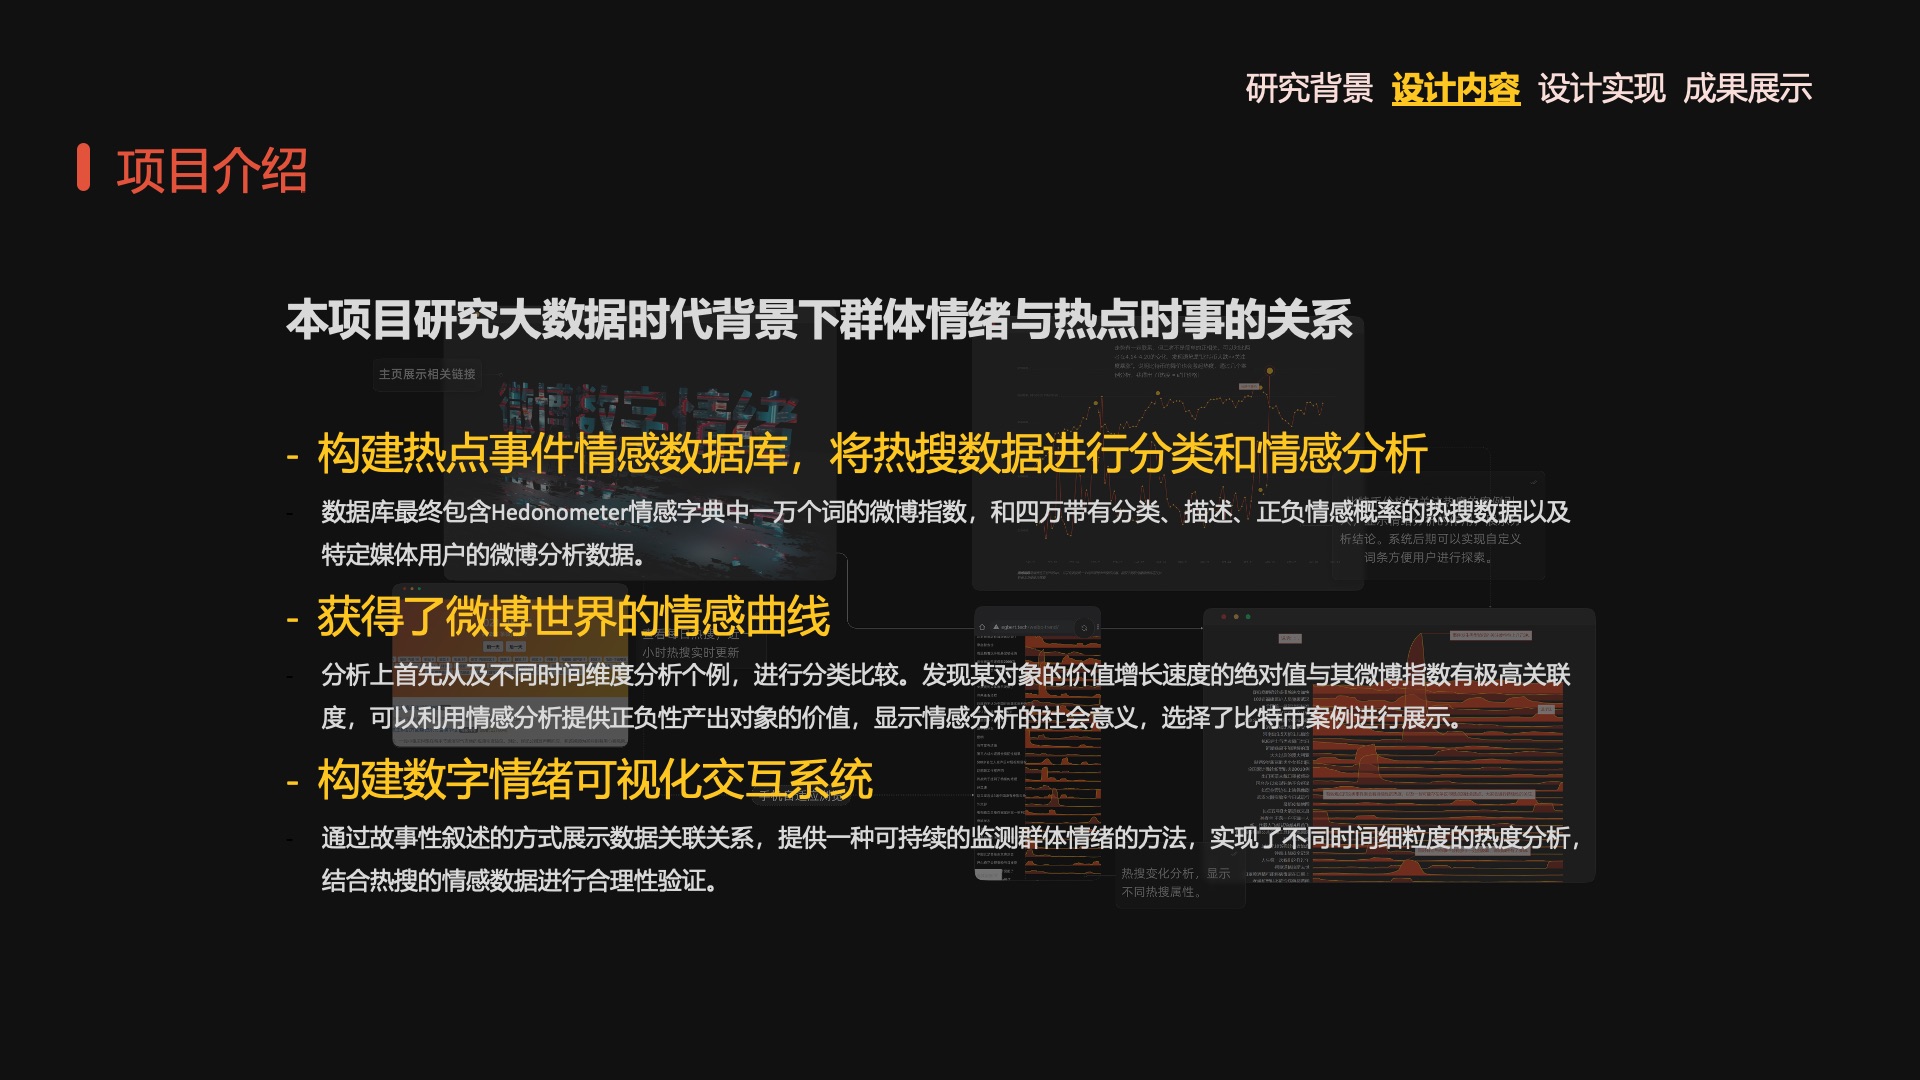 研究背景 设计内容 设计实现 成果展示
项目介绍
本项目研究大数据时代背景下群体情绪与热点时事的关系
主页展示相关链接
微博数字情绪
- 构建热点事件情感数据库，将热搜数据进行分类和情感分析
- 数据库最终包含Hedonometer情感字典中一万个词的微博指数，和四万带有分类、描述、正负情感概率的热搜数据以及
特定媒体用户的微博分析数据。
析结论。系统后期可以实现自定义
词条方便用户进行探索。
- 获得了微博世界的情感曲线
小时热搜实时更新
- 分析上首先从及不同时间维度分析个例，进行分类比较。发现某对象的价值增长速度的绝对值与其微博指数有极高关联
度，可以利用情感分析提供正负性产出对象的价值，显示情感分析的社会意义，选择了比特币案例进行展示。
- 构建数字情绪可视化交互系统
手机自适应浏览
- 通过故事性叙述的方式展示数据关联关系，提供一种可持续的监测群体情绪的方法，实现了不同时间细粒度的热度分析，
结合热搜的情感数据进行合理性验证。
热搜变化分析，显示
不同热搜属性。